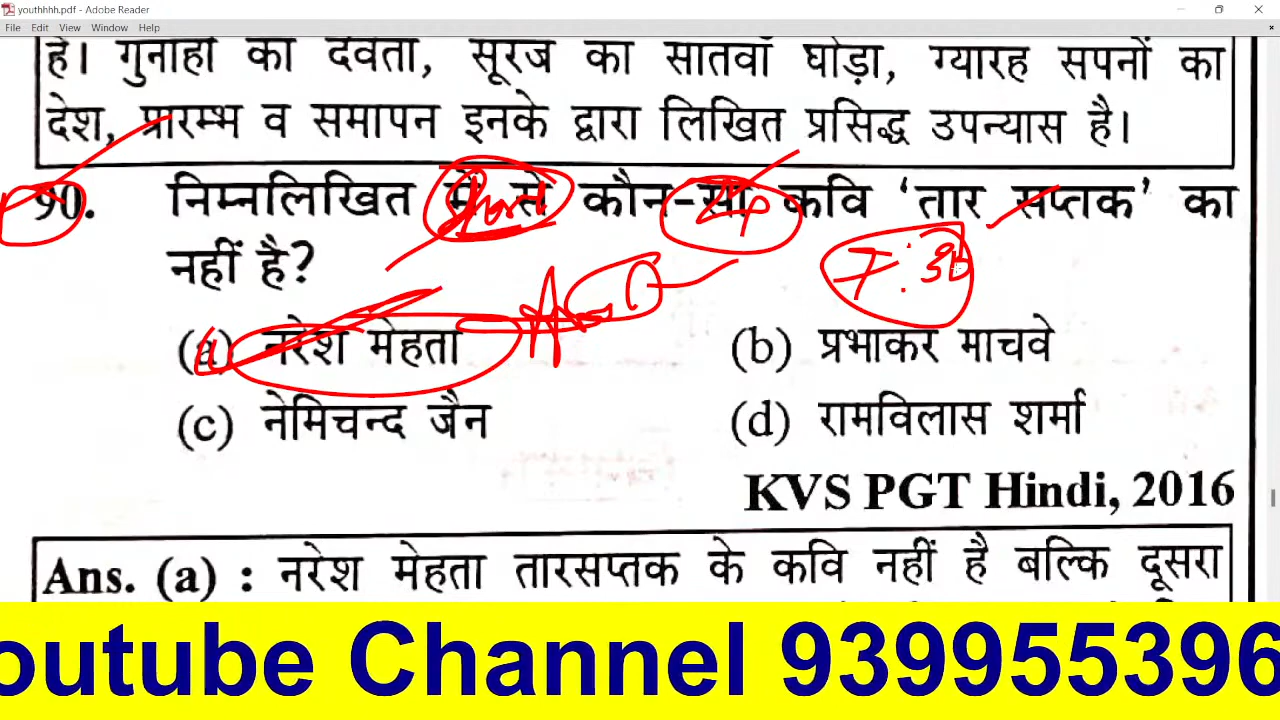 youthhhh.pdf - Adobe Reader
File Edit View Window Help
है। गुनाहों का देवता, सूरज का सातवाँ घोड़ा, ग्यारह सपनों का
देश, प्रारम्भ व समापन इनके द्वारा लिखित प्रसिद्ध उपन्यास है।
90. निम्नलिखित में से कौन-सा कवि ‘तार सप्तक’ का
नहीं है?
7:30
(a) नरेश मेहता
(b) प्रभाकर माचवे
(c) नेमिचन्द जैन
(d) रामविलास शर्मा
KVS PGT Hindi, 2016
Ans. (a) : नरेश मेहता तारसप्तक के कवि नहीं है बल्कि दूसरा
outube Channel 939955396